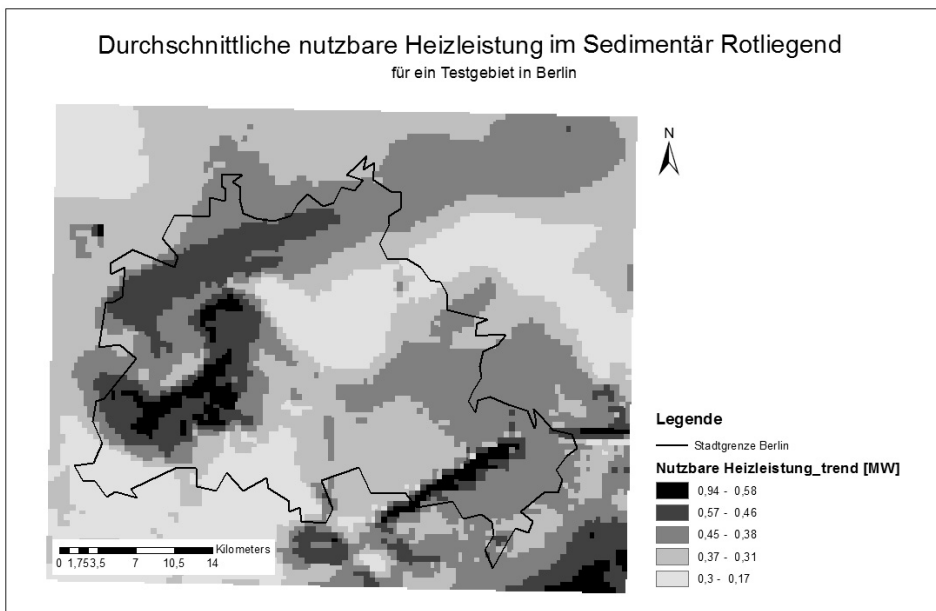 Durchschnittliche nutzbare Heizleistung im Sedimentär Rotliegend
für ein Testgebiet in Berlin
N
Legende
Stadtgrenze Berlin
Nutzbare Heizleistung_trend [MW]
0,94 - 0,58
0,57 - 0,46
0,45 - 0,38
0,37 - 0,31
0,3 - 0,17
Kilometers
0 1,753,5 7 10,5 14